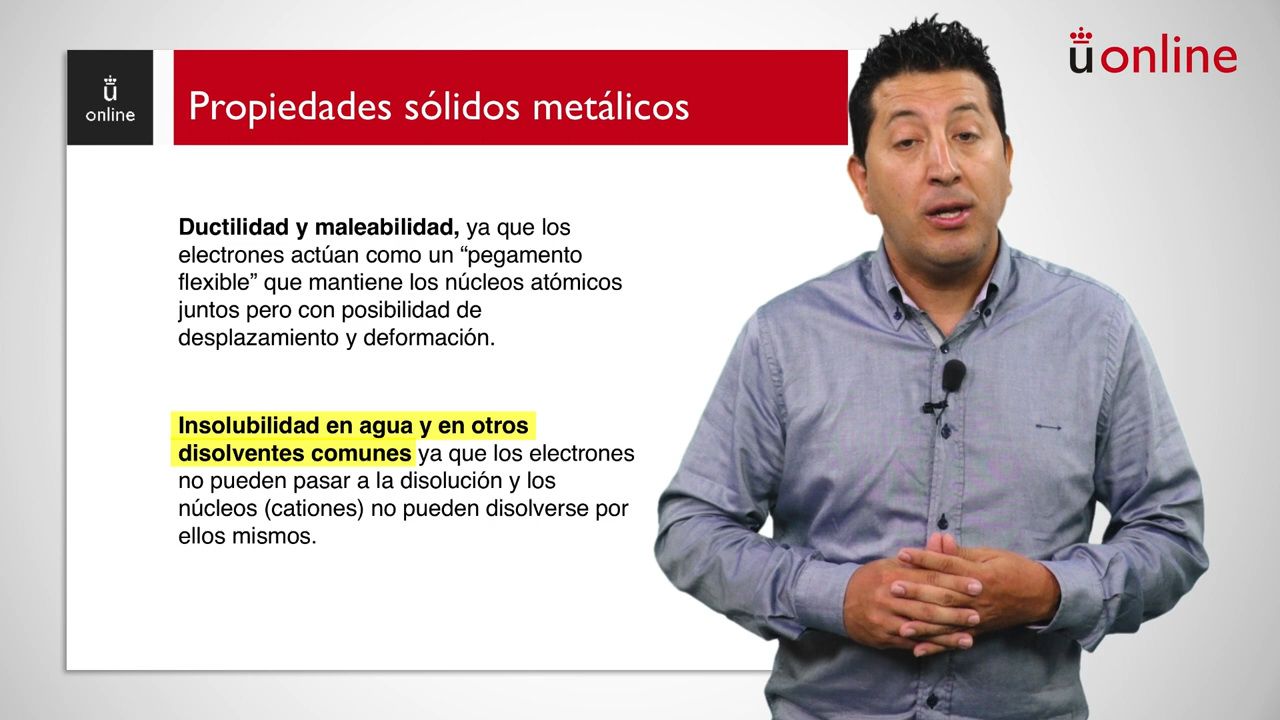 ü online
ü
online
Propiedades sólidos metálicos
Ductilidad y maleabilidad, ya que los
electrones actúan como un “pegamento
flexible” que mantiene los núcleos atómicos
juntos pero con posibilidad de
desplazamiento y deformación.
Insolubilidad en agua y en otros
disolventes comunes ya que los electrones
no pueden pasar a la disolución y los
núcleos (cationes) no pueden disolverse por
ellos mismos.